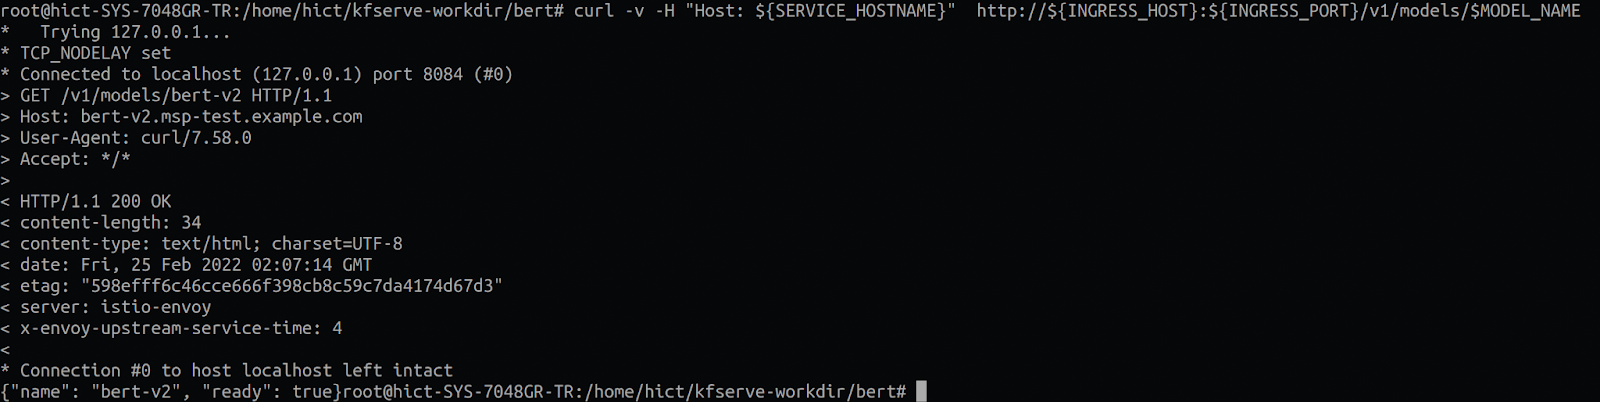 root@hict-SYS-7048GR-TR:/home/hict/kfserve-workdir/bert# curl -v -H "Host: ${SERVICE_HOSTNAME}"  http://${INGRESS_HOST}:${INGRESS_PORT}/v1/models/$MODEL_NAME
*   Trying 127.0.0.1...
* TCP_NODELAY set
* Connected to localhost (127.0.0.1) port 8084 (#0)
> GET /v1/models/bert-v2 HTTP/1.1
> Host: bert-v2.msp-test.example.com
> User-Agent: curl/7.58.0
> Accept: */*
>
< HTTP/1.1 200 OK
< content-length: 34
< content-type: text/html; charset=UTF-8
< date: Fri, 25 Feb 2022 02:07:14 GMT
< etag: "598efff6c46cce666f398cb8c59c7da4174d67d3"
< server: istio-envoy
< x-envoy-upstream-service-time: 4
<
* Connection #0 to host localhost left intact
{"name": "bert-v2", "ready": true}root@hict-SYS-7048GR-TR:/home/hict/kfserve-workdir/bert#